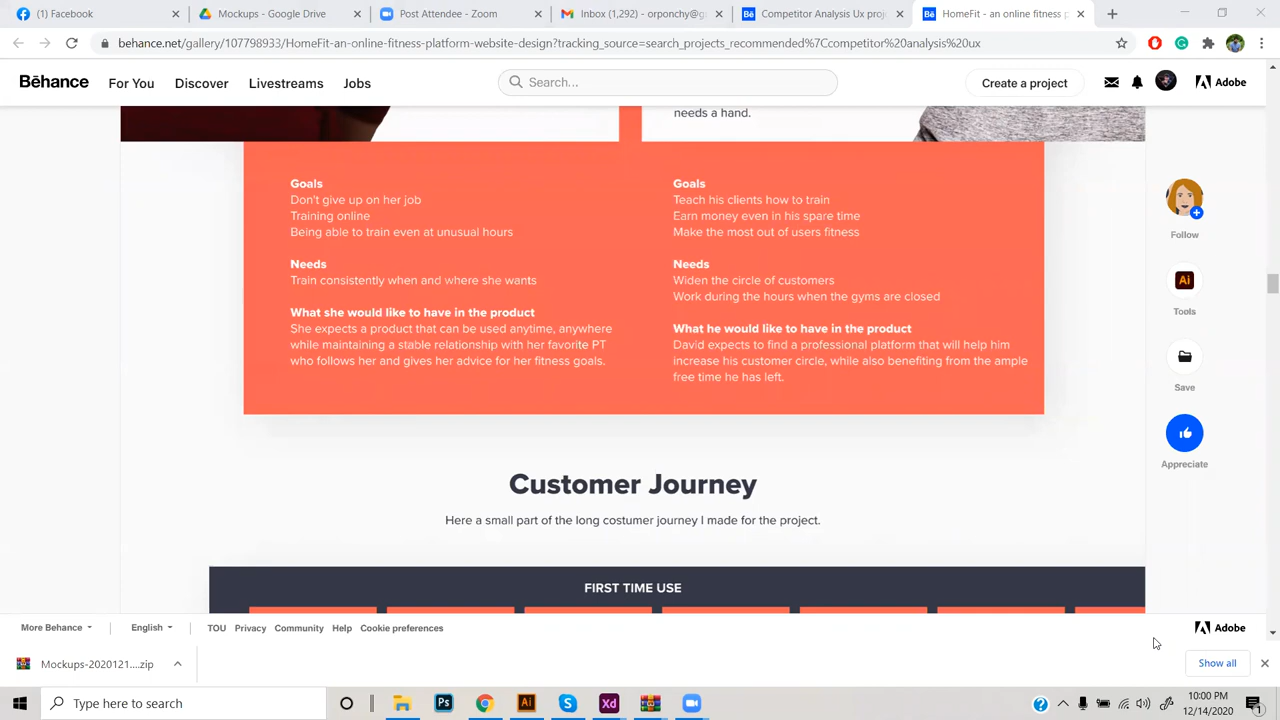 Facebook
Mockups - Google Drive
Post Attendee - Zoom
Inbox (1,292) - orponchy@g
Competitor Analysis Ux proj
HomeFit - an online fitness p
behance.net/gallery/107798933/HomeFit-an-online-fitness-platform-website-design?tracking_source=search_projects_recommended%7Ccompetitor%20analysis%20ux
Bēhance
For You
Discover
Livestreams
Jobs
Search...
Create a project
Adobe
needs a hand.
Goals
Don't give up on her job
Training online
Being able to train even at unusual hours
Needs
Train consistently when and where she wants
What she would like to have in the product
She expects a product that can be used anytime, anywhere
while maintaining a stable relationship with her favorite PT
who follows her and gives her advice for her fitness goals.
Goals
Teach his clients how to train
Earn money even in his spare time
Make the most out of users fitness
Needs
Widen the circle of customers
Work during the hours when the gyms are closed
What he would like to have in the product
David expects to find a professional platform that will help him
increase his customer circle, while also benefiting from the ample
free time he has left.
Follow
Ai
Tools
Save
Appreciate
Customer Journey
Here a small part of the long costumer journey I made for the project.
FIRST TIME USE
More Behance
English
TOU
Privacy
Community
Help
Cookie preferences
Adobe
Mockups-2020121....zip
Show all
Type here to search
Ps
Ai
S
Xd
10:00 PM
12/14/2020
1